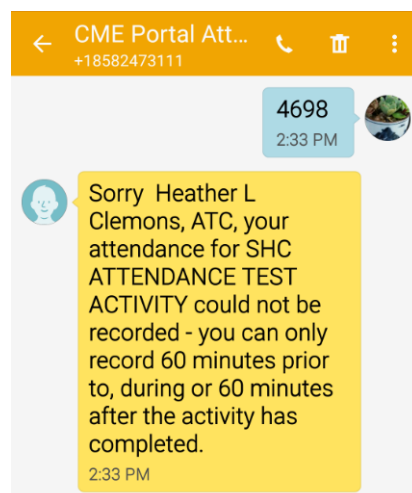 CME Portal Att...
+18582473111
4698
2:33 PM
Sorry  Heather L
Clemons, ATC, your
attendance for SHC
ATTENDANCE TEST
ACTIVITY could not be
recorded - you can only
record 60 minutes prior
to, during or 60 minutes
after the activity has
completed.
2:33 PM